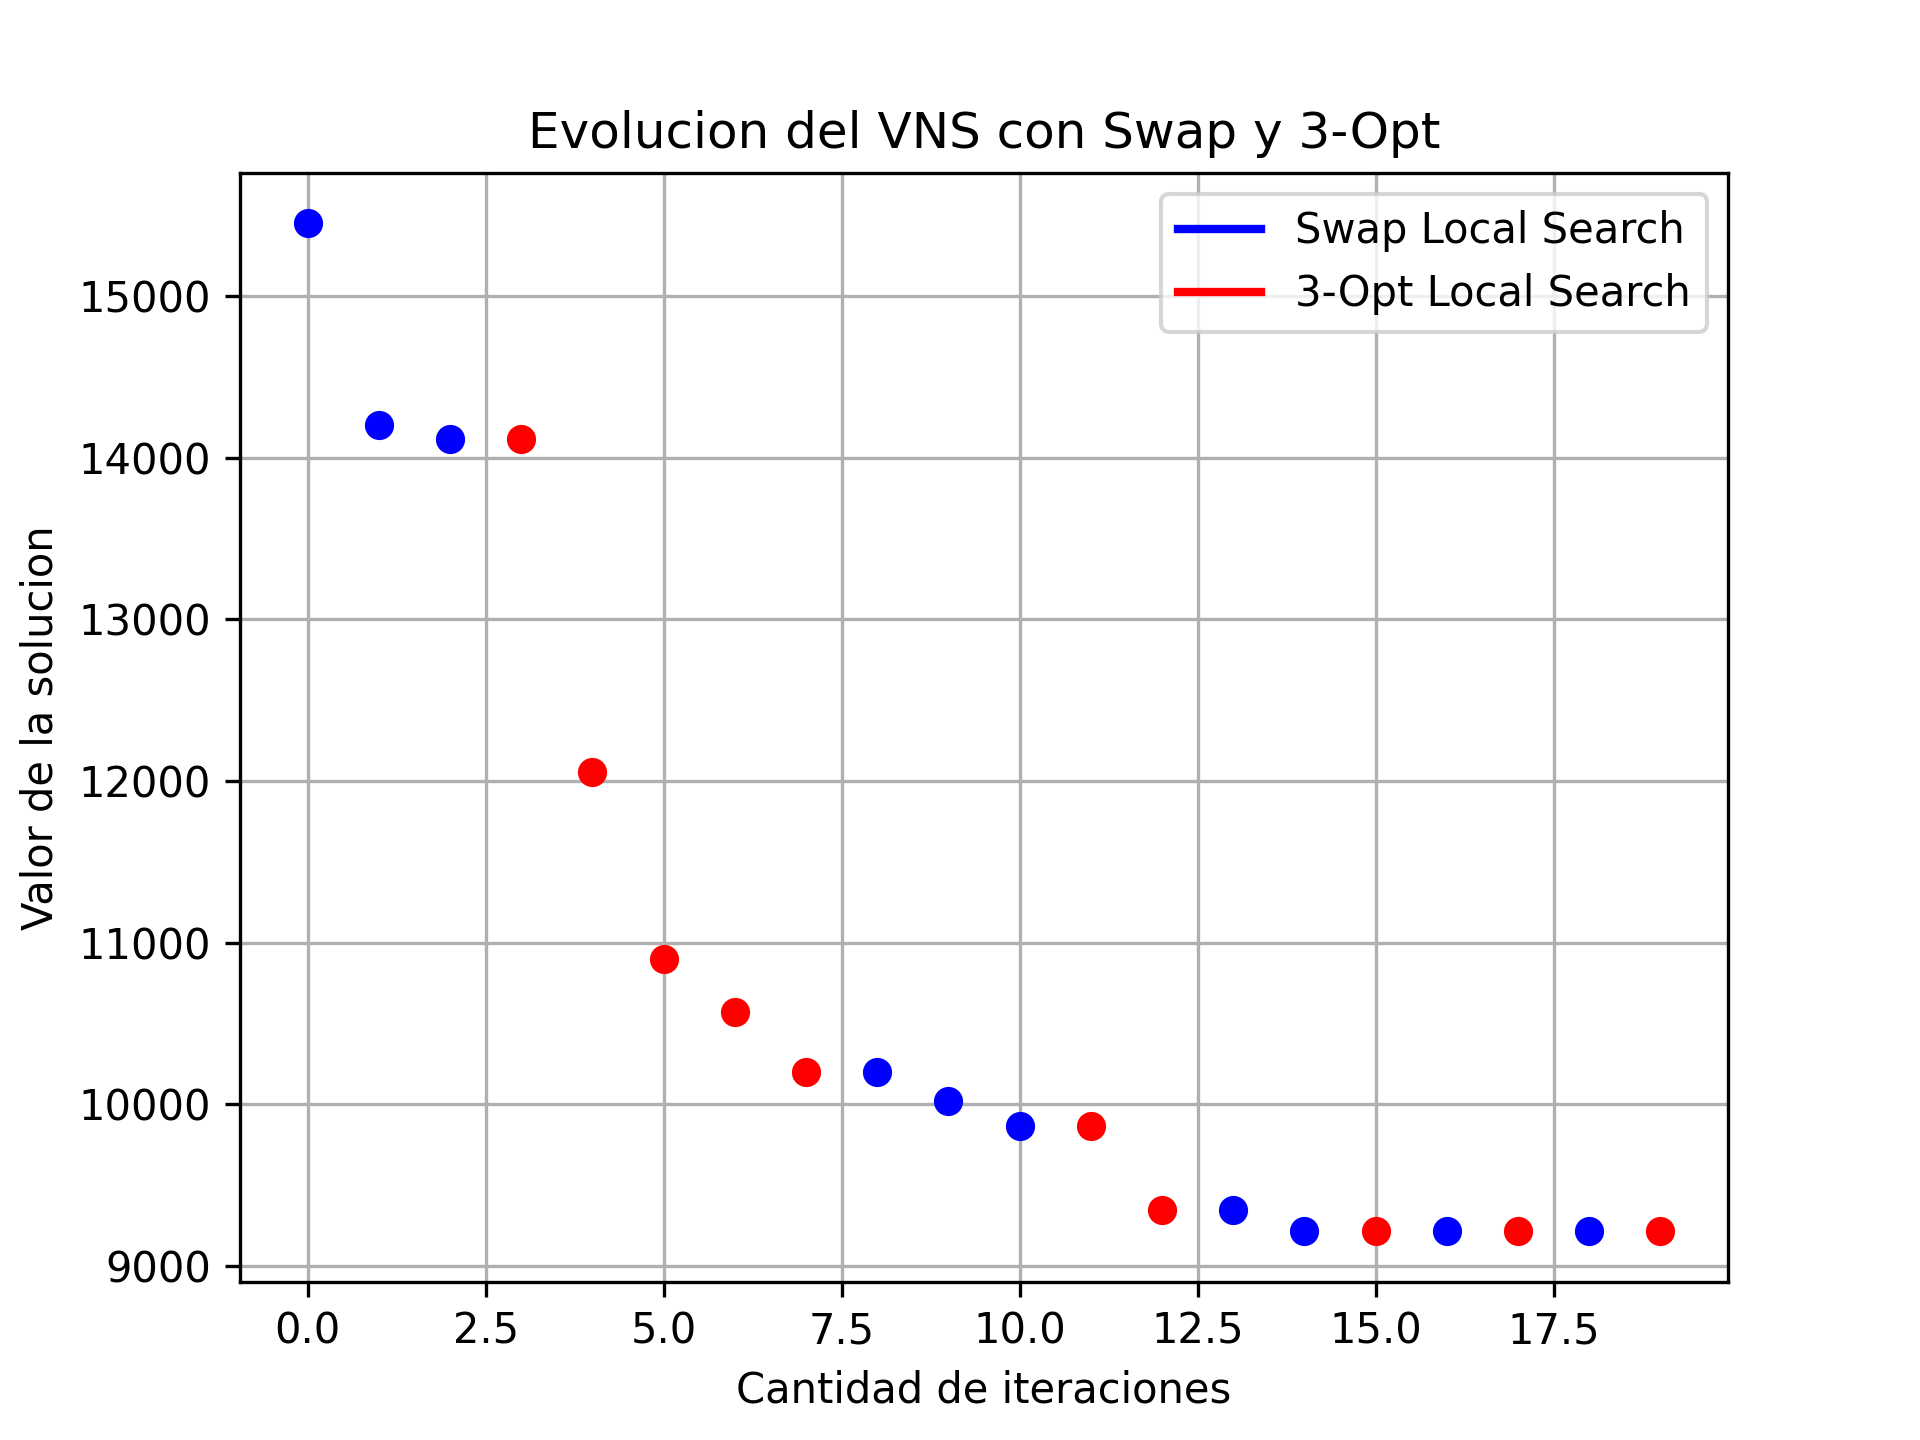 Evolucion del VNS con Swap y 3-Opt
Swap Local Search
3-Opt Local Search
Valor de la solucion
15000
14000
13000
12000
11000
10000
9000
0.0 2.5 5.0 7.5 10.0 12.5 15.0 17.5
Cantidad de iteraciones